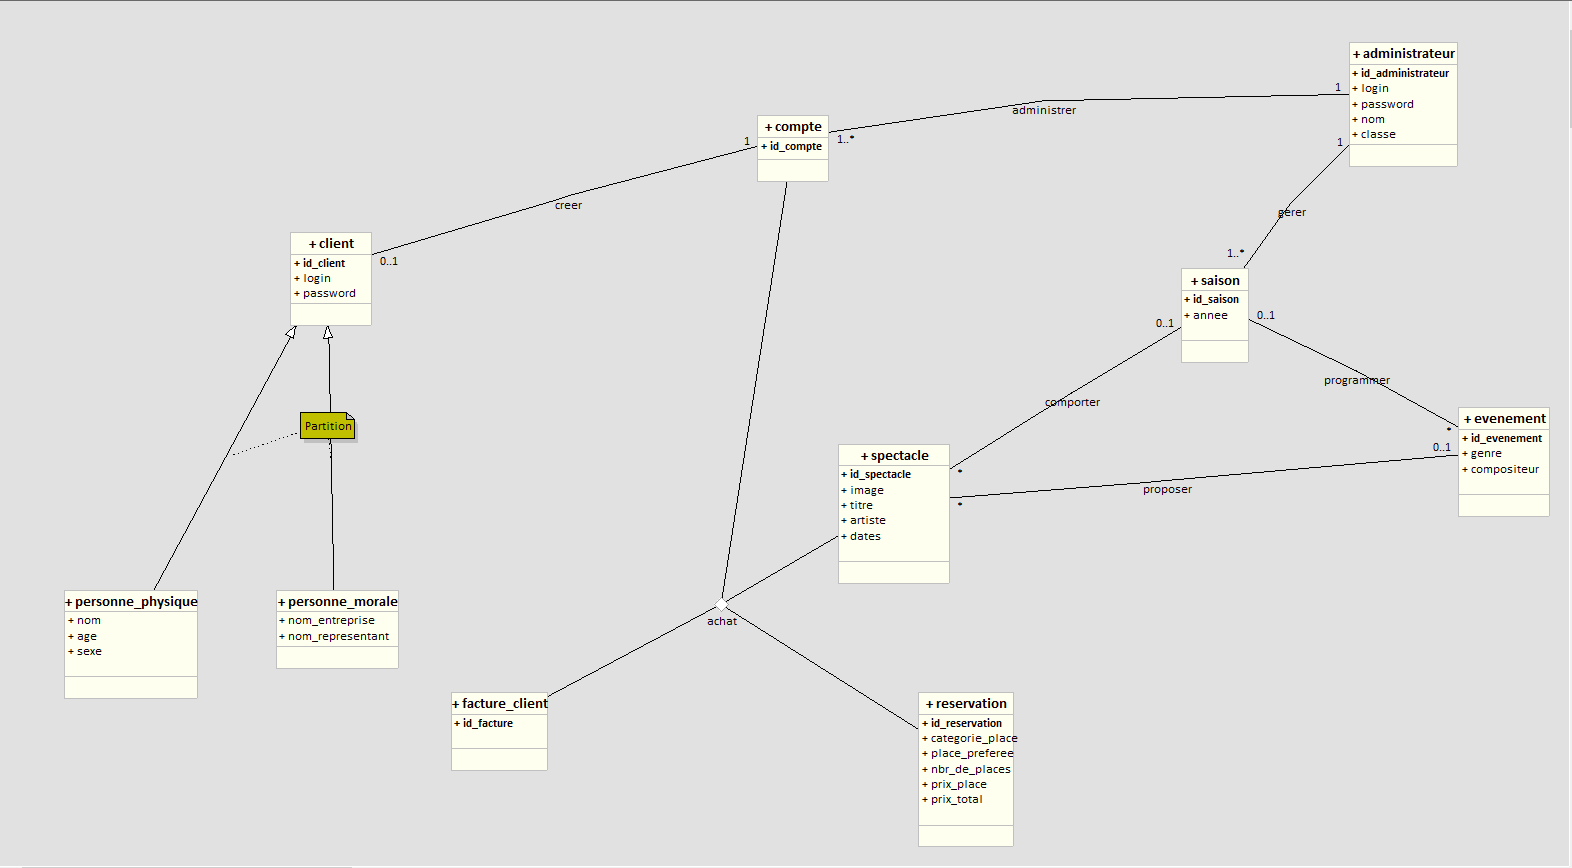 + administrateur
+ id_administrateur
+ login
+ password
+ nom
+ classe
1
administrer
1..*
+ compte
+ id_compte
1
creer
0..1
+ client
+ id_client
+ login
+ password
1
gerer
1..*
+ saison
+ id_saison
+ annee
0..1
0..1
comporter
programmer
*
+ evenement
+ id_evenement
+ genre
+ compositeur
0..1
proposer
*
*
+ spectacle
+ id_spectacle
+ image
+ titre
+ artiste
+ dates
Partition
+ personne_physique
+ nom
+ age
+ sexe
+ personne_morale
+ nom_entreprise
+ nom_representant
achat
+ facture_client
+ id_facture
+ reservation
+ id_reservation
+ categorie_place
+ place_preferee
+ nbr_de_places
+ prix_place
+ prix_total